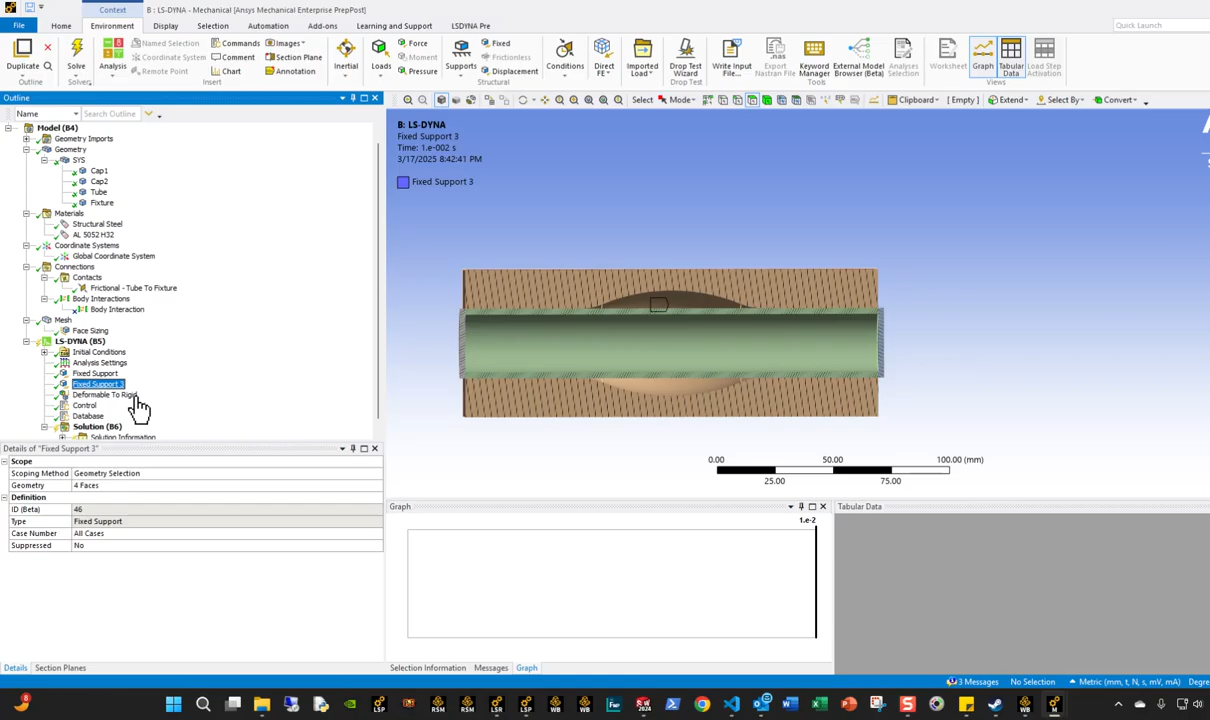 Context
B : LS-DYNA - Mechanical [Ansys Mechanical Enterprise PrepPost]
File
Home
Environment
Display
Selection
Automation
Add-ons
Learning and Support
LSDYNA Pre
Quick Launch
Duplicate
Solve
Analysis
Named Selection
Coordinate System
Remote Point
Commands
Comment
Chart
Images
Section Plane
Annotation
Inertial
Loads
Force
Moment
Pressure
Supports
Fixed
Frictionless
Displacement
Conditions
Direct FE
Imported Load
Drop Test Wizard
Write Input File...
Export Nastran File
Keyword Manager
External Model Browser (Beta)
Analyses Selection
Worksheet
Graph
Tabular Data
Load Step Activation
Outline
Solver
Insert
Structural
Drop Test
Tools
Views
Outline
Name
Search Outline
Select
Mode
Clipboard
[ Empty ]
Extend
Select By
Convert
Model (B4)
Geometry Imports
Geometry
SYS
Cap1
Cap2
Tube
Fixture
Materials
Structural Steel
AL 5052 H32
Coordinate Systems
Global Coordinate System
Connections
Contacts
Frictional - Tube To Fixture
Body Interactions
Body Interaction
Mesh
Face Sizing
LS-DYNA (B5)
Initial Conditions
Analysis Settings
Fixed Support
Fixed Support 3
Deformable To Rigid
Control
Database
Solution (B6)
Solution Information
B: LS-DYNA
Fixed Support 3
Time: 1.e-002 s
3/17/2025 8:42:41 PM
Fixed Support 3
0.00
50.00
100.00 (mm)
25.00
75.00
Details of "Fixed Support 3"
Scope
Scoping Method Geometry Selection
Geometry 4 Faces
Definition
ID (Beta) 46
Type Fixed Support
Case Number All Cases
Suppressed No
Graph
1.e-2
Tabular Data
Details
Section Planes
Selection Information
Messages
Graph
3 Messages
No Selection
Metric (mm, t, N, s, mV, mA)
Degre